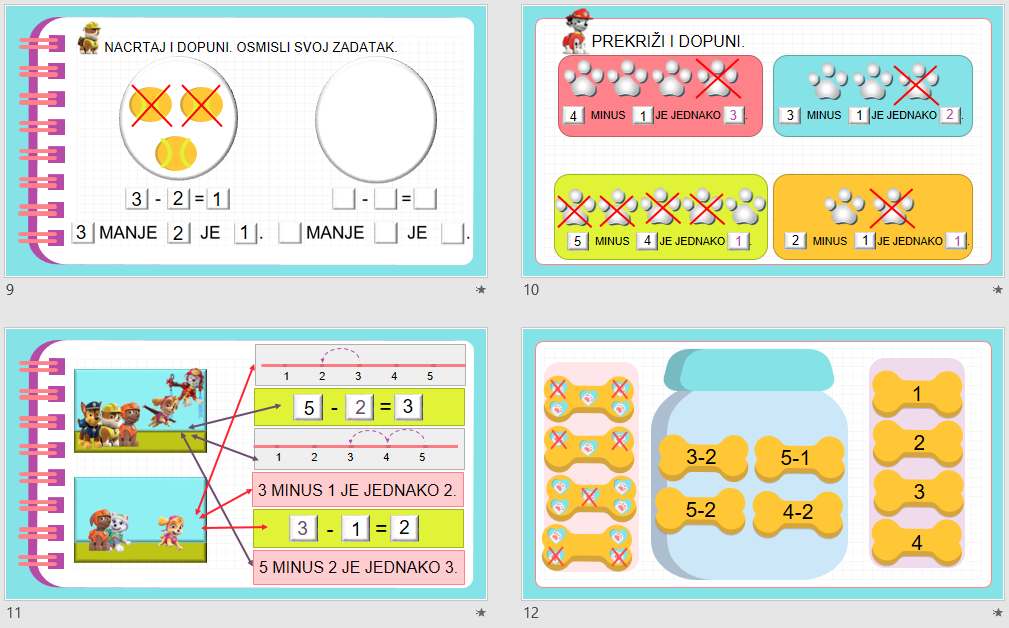 NACRTAJ I DOPUNI. OSMISLI SVOJ ZADATAK.
3 - 2 = 1
- =
3 MANJE 2 JE 1.
MANJE JE .
9
PREKRIŽI I DOPUNI.
4 MINUS 1 JE JEDNAKO 3.
3 MINUS 1 JE JEDNAKO 2.
5 MINUS 4 JE JEDNAKO 1.
2 MINUS 1 JE JEDNAKO 1.
10
1 2 3 4 5
5 - 2 = 3
1 2 3 4 5
3 MINUS 1 JE JEDNAKO 2.
3 - 1 = 2
5 MINUS 2 JE JEDNAKO 3.
11
3-2 5-1
5-2 4-2
1
2
3
4
12